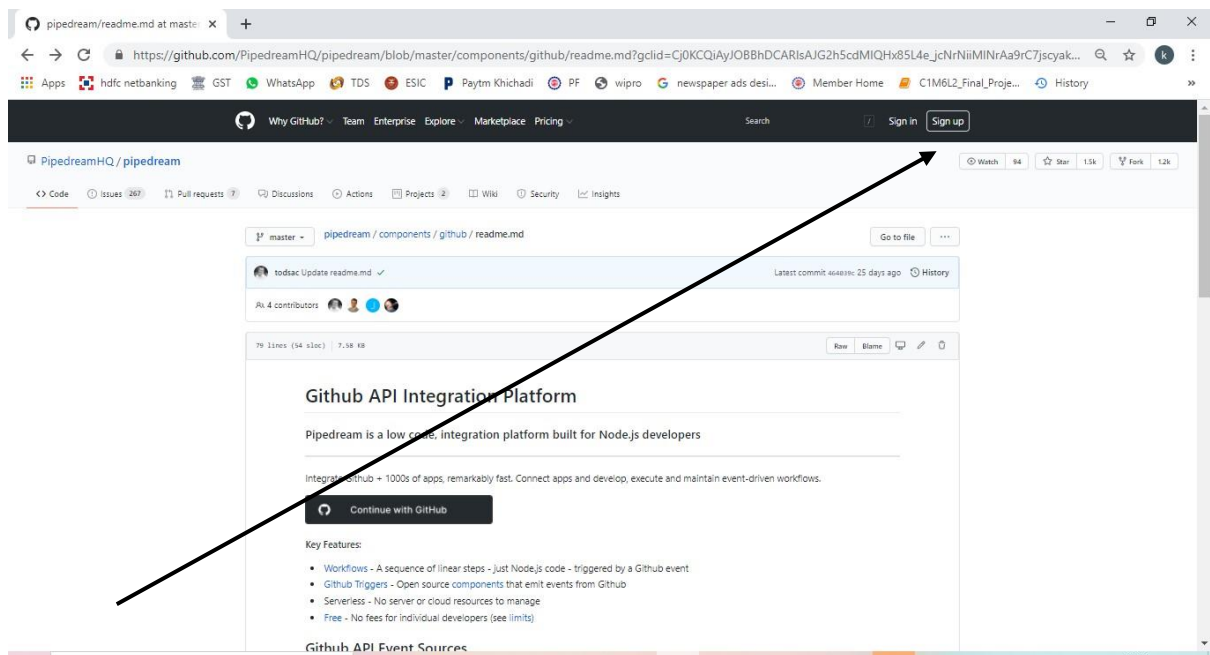 pipedream/readme.md at master
https://github.com/PipedreamHQ/pipedream/blob/master/components/github/readme.md?gclid=Cj0KCQiAyJOBBhDCARIsAJG2h5cdMIQHx85L4e_jcNrNiiMINrAa9rC7jscyak...
k
Apps hdfc netbanking GST WhatsApp TDS ESIC Paytm Khichadi PF wipro newspaper ads desi... Member Home C1M6L2_Final_Proje... History »
Why GitHub? Team Enterprise Explore Marketplace Pricing Search / Sign in Sign up
PipedreamHQ / pipedream Watch 94 Star 1.5k Fork 1.2k
Code Issues 267 Pull requests 7 Discussions Actions Projects 2 Wiki Security Insights
master pipedream / components / github / readme.md Go to file ...
todsac Update readme.md Latest commit 25 days ago History
4 contributors
79 lines (54 sloc) 7.58 KB Raw Blame
Github API Integration Platform
Pipedream is a low code, integration platform built for Node.js developers
Integrate Github + 1000s of apps, remarkably fast. Connect apps and develop, execute and maintain event-driven workflows.
Continue with GitHub
Key Features:
• Workflows - A sequence of linear steps - just Node.js code - triggered by a Github event
• Github Triggers - Open source components that emit events from Github
• Serverless - No server or cloud resources to manage
• Free - No fees for individual developers (see limits)
Github API Event Sources